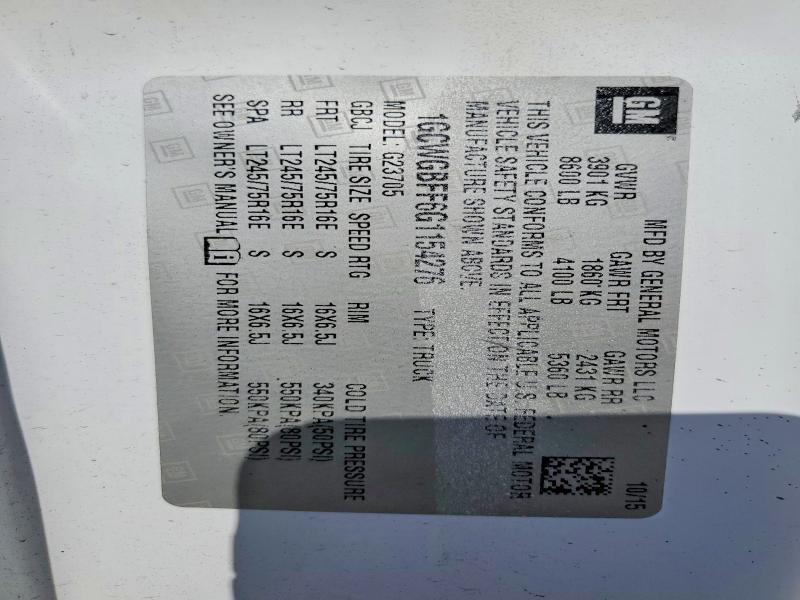 GM
MFD BY GENERAL MOTORS LLC 10/15
GVWR GAWR FRT GAWR RR
3901 KG 1860 KG 2431 KG
8600 LB 4100 LB 5360 LB
THIS VEHICLE CONFORMS TO ALL APPLICABLE U.S. FEDERAL MOTOR
VEHICLE SAFETY STANDARDS IN EFFECT ON THE DATE OF
MANUFACTURE SHOWN ABOVE.
1GCWGBFF6G1154276 TYPE: TRUCK
MODEL: G23705
GBCJ TIRE SIZE SPEED RTG RIM COLD TIRE PRESSURE
FRT LT245/75R16E S 16X6.5J 340KPA(50PSI)
RR LT245/75R16E S 16X6.5J 550KPA(80PSI)
SPA LT245/75R16E S 16X6.5J 550KPA(80PSI)
SEE OWNER'S MANUAL FOR MORE INFORMATION.